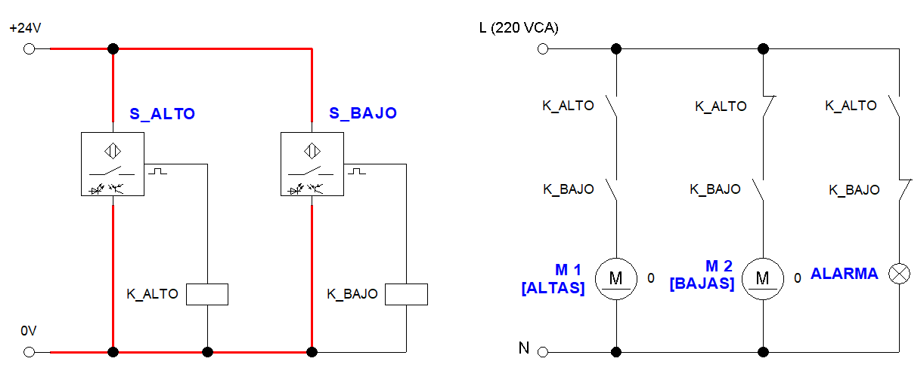 +24V
L (220 VCA)
S_ALTO
S_BAJO
K_ALTO
K_ALTO
K_ALTO
K_BAJO
K_BAJO
K_BAJO
M 1
[ALTAS]
M
0
M 2
[BAJAS]
M
0
ALARMA
K_ALTO
K_BAJO
0V
N